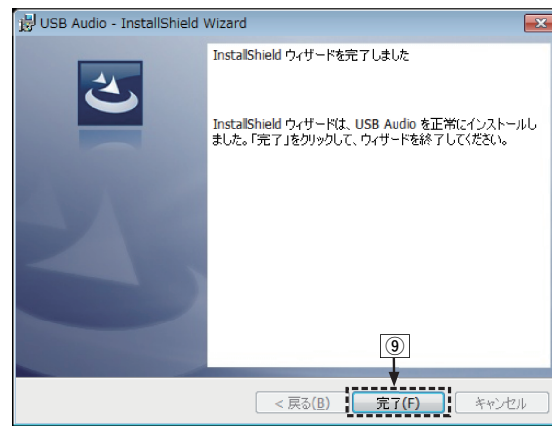 USB Audio - InstallShield Wizard
InstallShield ウィザードを完了しました
InstallShield ウィザードは、USB Audio を正常にインストールし
ました。「完了」をクリックして、ウィザードを終了してください。
⑨
< 戻る(B)
完了(F)
キャンセル